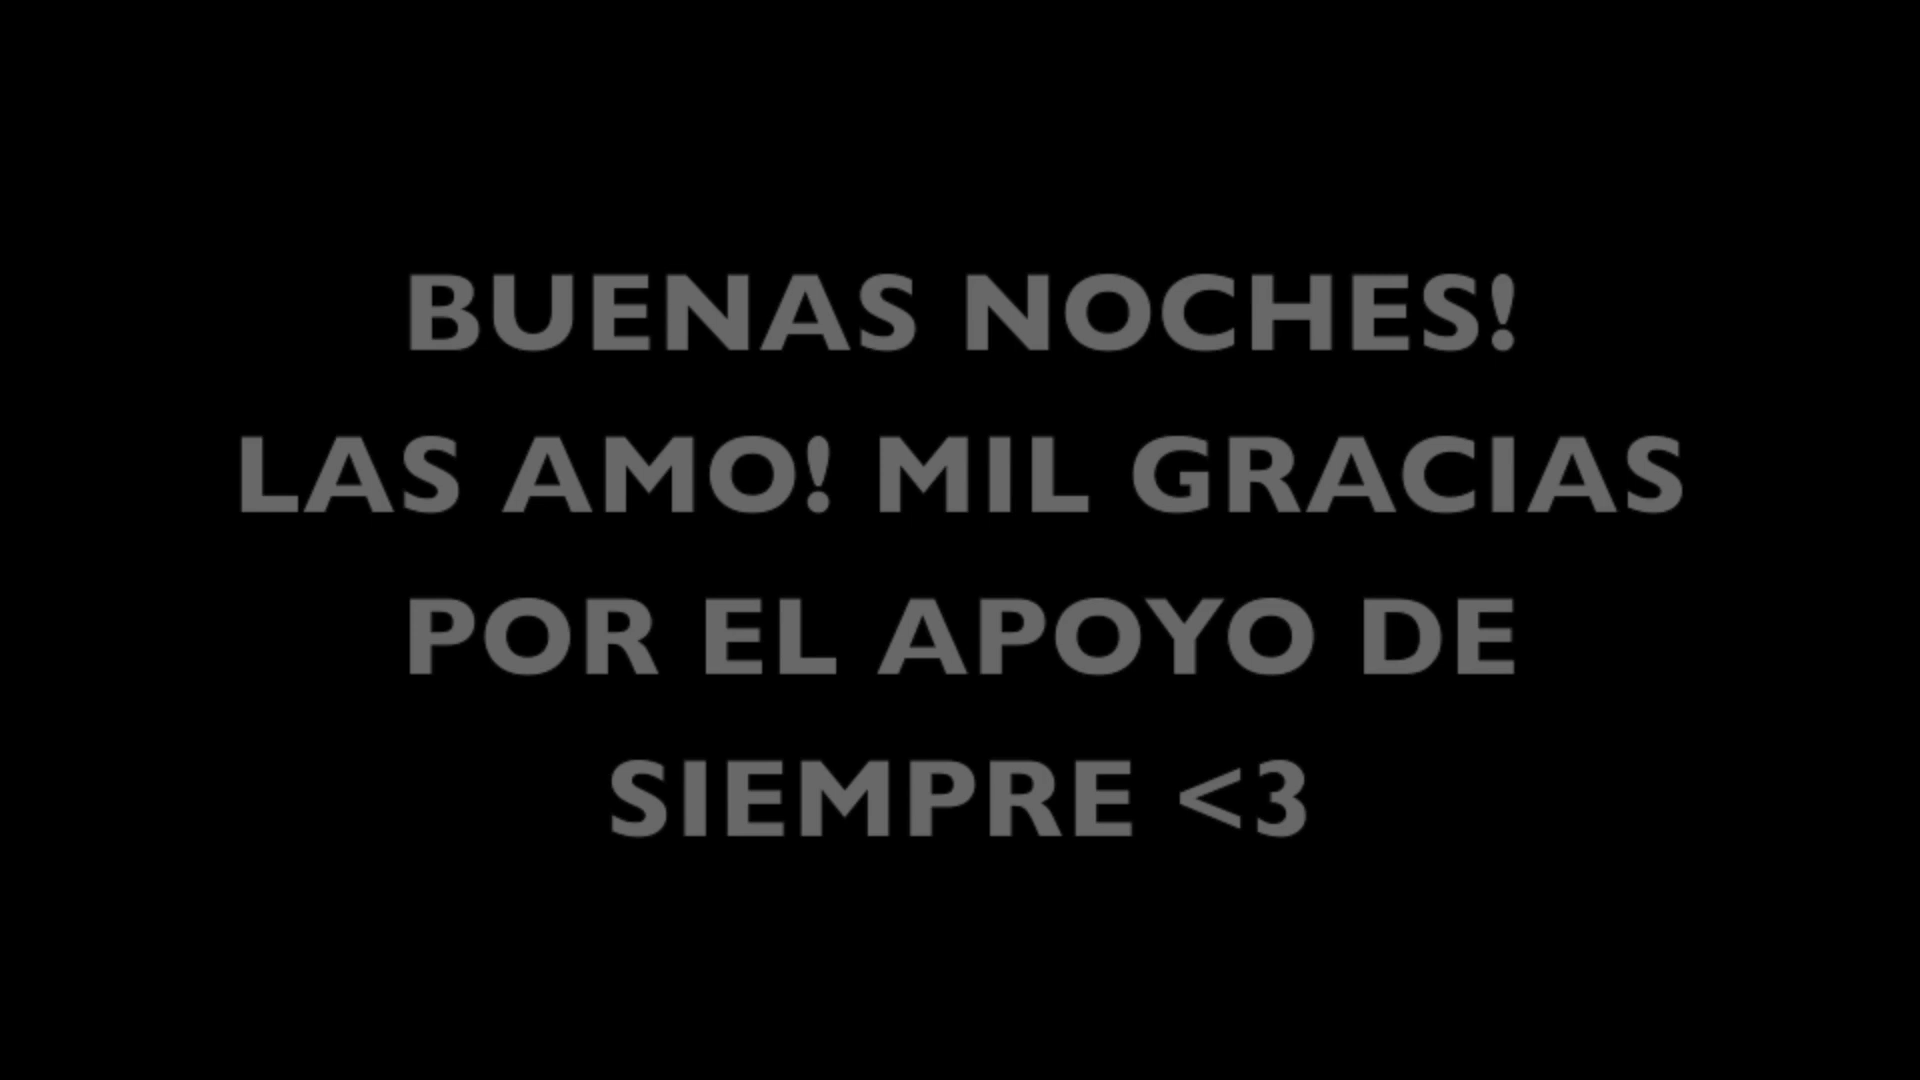 BUENAS NOCHES!
LAS AMO! MIL GRACIAS
POR EL APOYO DE
SIEMPRE <3